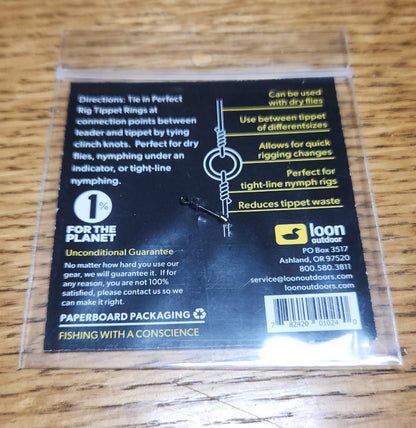 Directions: Tie in Perfect
Rig Tippet Rings at
connection points between
leader and tippet by tying
clinch knots. Perfect for dry
flies, nymphing under an
indicator, or tight-line
nymphing.
1%
FOR THE
PLANET
Unconditional Guarantee
No matter how hard you use our
gear, we will guarantee it. If for
any reason, you are not 100%
satisfied, please contact us so we
can make it right.
PAPERBOARD PACKAGING
FISHING WITH A CONSCIENCE
Can be used
with dry flies
Use between tippet
of differentsizes
Allows for quick
rigging changes
Perfect for
tight-line nymph rigs
Reduces tippet waste
loon
outdoor
PO Box 3517
Ashland, OR 97520
800.580.3811
service@loonoutdoors.com
loonoutdoors.com
7 82420 01024 0